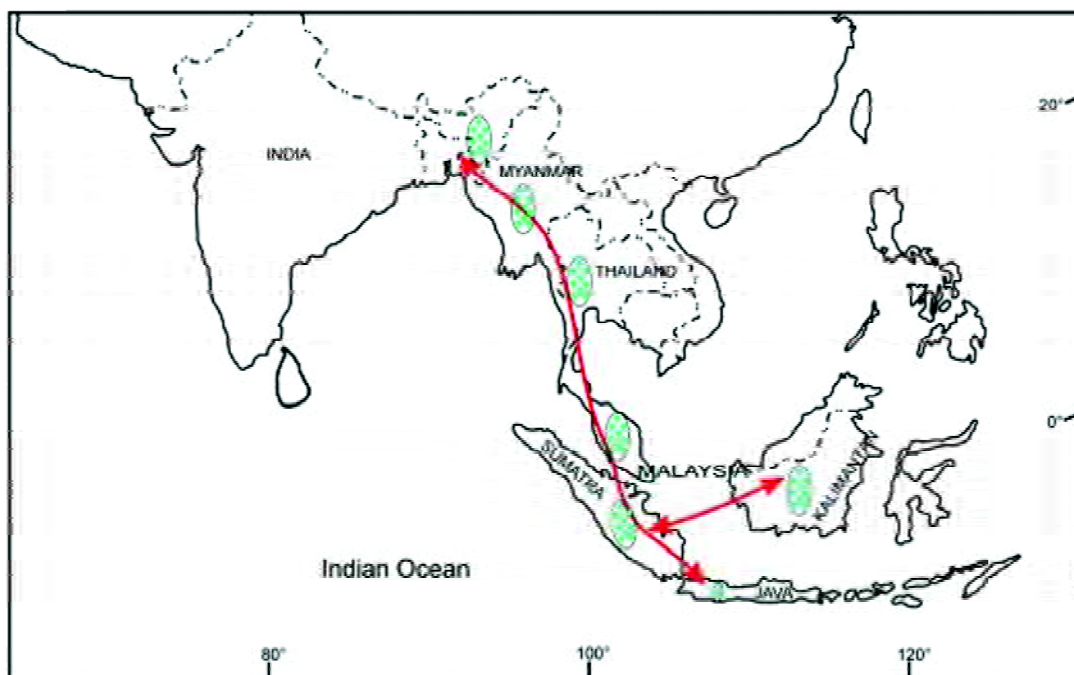 20°
INDIA
MYANMAR
THAILAND
0°
SUMATRA
MALAYSIA
KALIMANTAN
Indian Ocean
JAVA
80°
100°
120°